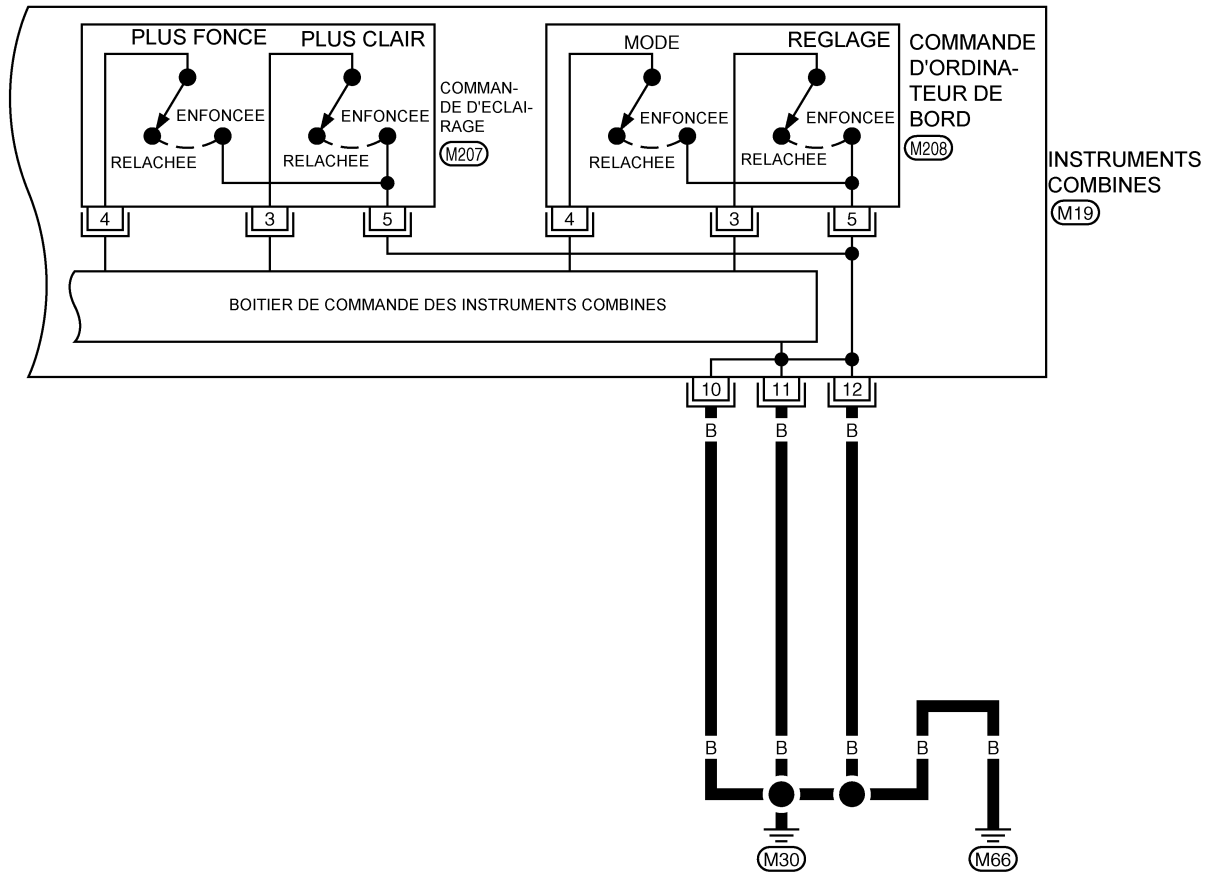 PLUS FONCE
PLUS CLAIR
ENFONCEE
RELACHEE
ENFONCEE
RELACHEE
COMMAN-
DE D'ECLAI-
RAGE
M207
MODE
REGLAGE
ENFONCEE
RELACHEE
ENFONCEE
RELACHEE
COMMANDE
D'ORDINA-
TEUR DE
BORD
M208
INSTRUMENTS
COMBINES
M19
4
3
5
4
3
5
BOITIER DE COMMANDE DES INSTRUMENTS COMBINES
10
11
12
B
B
B
B
B
B
B
B
M30
M66